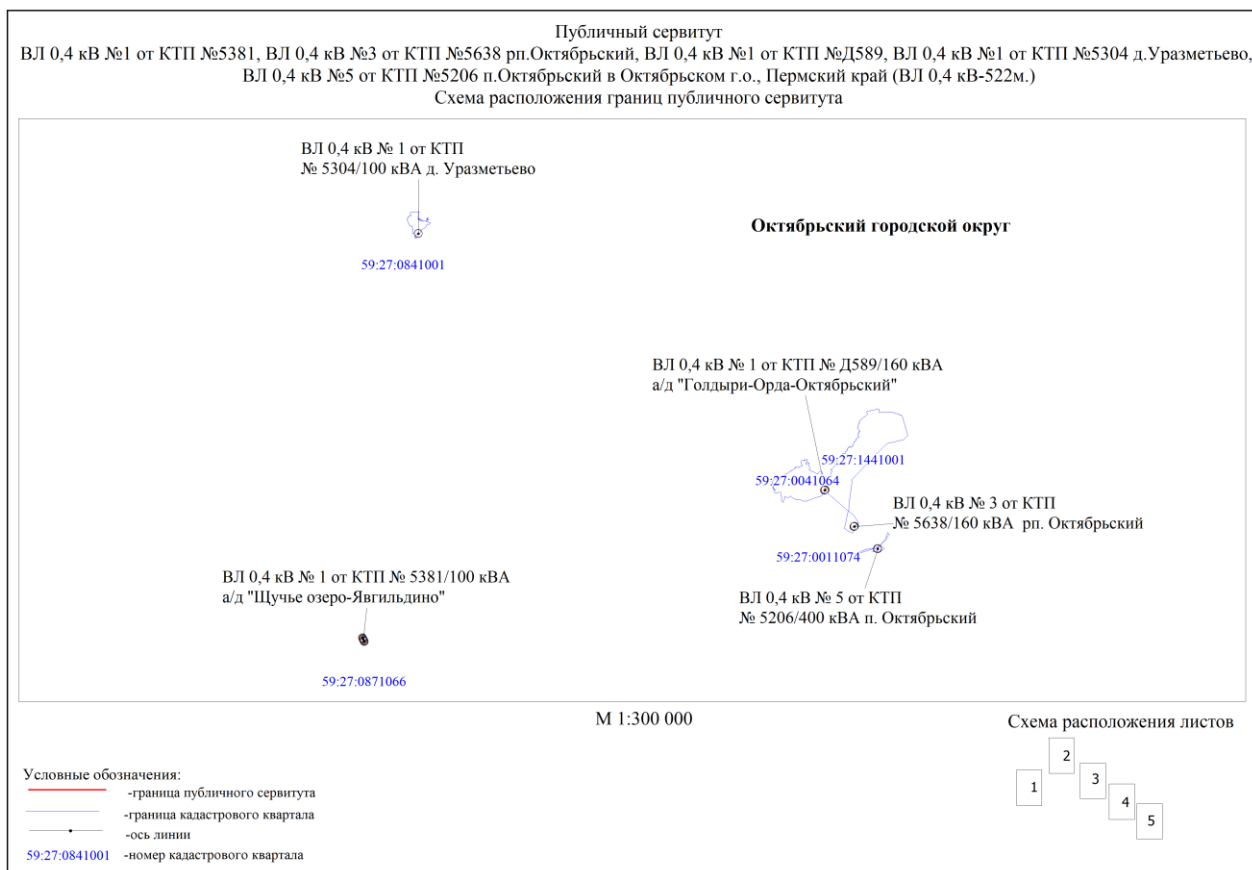 Публичный сервитут
ВЛ 0,4 кВ №1 от КТП №5381, ВЛ 0,4 кВ №3 от КТП №5638 рп.Октябрьский, ВЛ 0,4 кВ №1 от КТП №Д589, ВЛ 0,4 кВ №1 от КТП №5304 д.Уразметьево,
ВЛ 0,4 кВ №5 от КТП №5206 п.Октябрьский в Октябрьском г.о., Пермский край (ВЛ 0,4 кВ-522м.)
Схема расположения границ публичного сервитута
ВЛ 0,4 кВ № 1 от КТП
№ 5304/100 кВА д. Уразметьево
59:27:0841001
Октябрьский городской округ
ВЛ 0,4 кВ № 1 от КТП № Д589/160 кВА
а/д "Голдыри-Орда-Октябрьский"
59:27:1441001
59:27:0041064
ВЛ 0,4 кВ № 3 от КТП
№ 5638/160 кВА рп. Октябрьский
59:27:0011074
ВЛ 0,4 кВ № 5 от КТП
№ 5206/400 кВА п. Октябрьский
ВЛ 0,4 кВ № 1 от КТП № 5381/100 кВА
а/д "Щучье озеро-Явгильдино"
59:27:0871066
М 1:300 000
Схема расположения листов
1
2
3
4
5
Условные обозначения:
-граница публичного сервитута
-граница кадастрового квартала
-ось линии
59:27:0841001 -номер кадастрового квартала